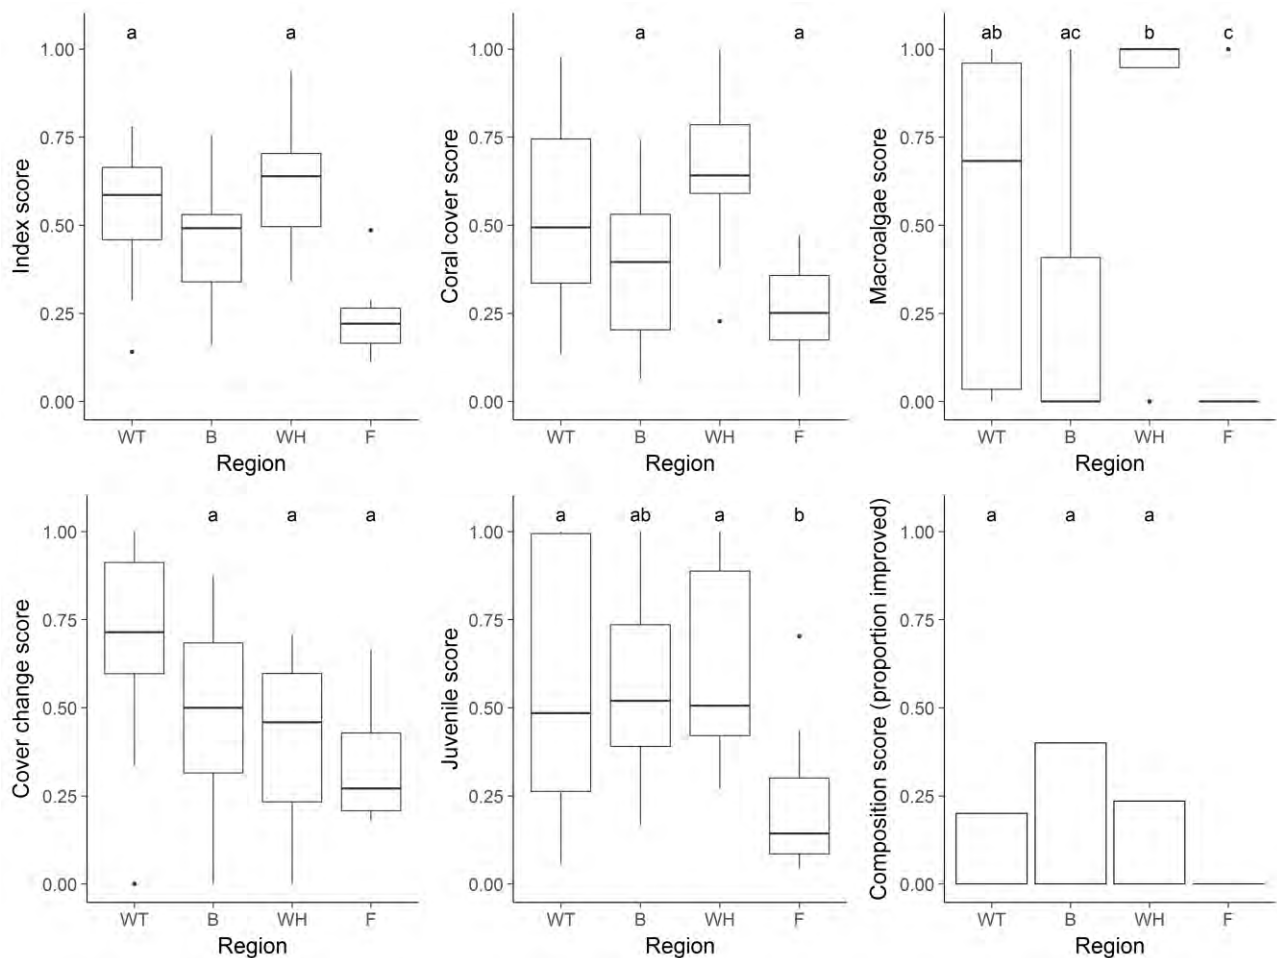 a a
1.00
0.75
0.50
0.25
0.00
Index score
WT B WH F
Region
a a
1.00
0.75
0.50
0.25
0.00
Coral cover score
WT B WH F
Region
ab ac b c
1.00
0.75
0.50
0.25
0.00
Macroalgae score
WT B WH F
Region
a a a
1.00
0.75
0.50
0.25
0.00
Cover change score
WT B WH F
Region
a ab a b
1.00
0.75
0.50
0.25
0.00
Juvenile score
WT B WH F
Region
a a a
1.00
0.75
0.50
0.25
0.00
Composition score (proportion improved)
WT B WH F
Region